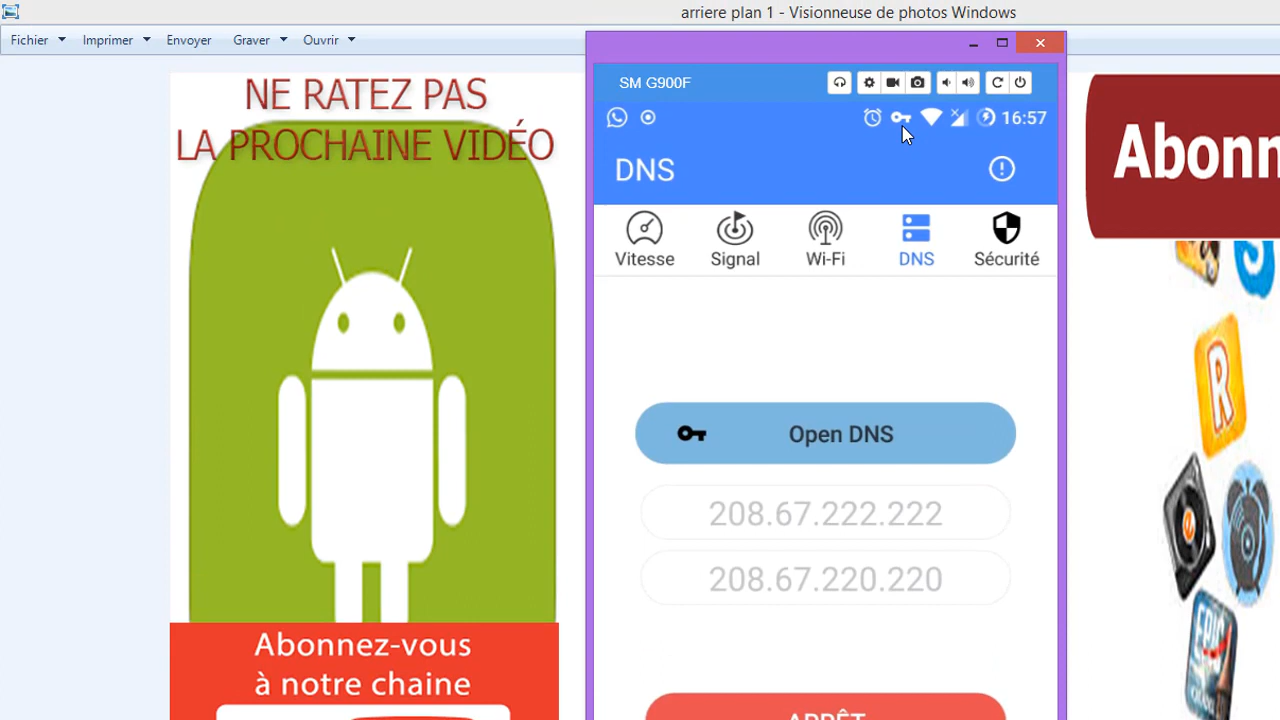 arriere plan 1 - Visionneuse de photos Windows
Fichier Imprimer Envoyer Graver Ouvrir
NE RATEZ PAS
LA PROCHAINE VIDÉO
Abonnez-vous
à notre chaine
SM G900F
16:57
DNS
Vitesse Signal Wi-Fi DNS Sécurité
Open DNS
208.67.222.222
208.67.220.220
ARRÊT
Abonn